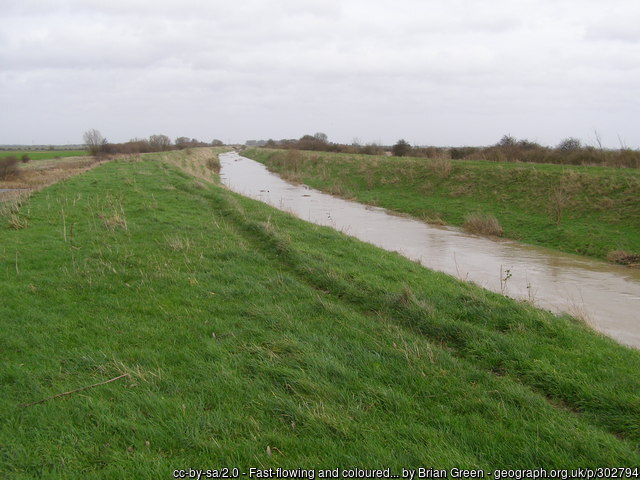 cc-by-sa/2.0 - Fast-flowing and coloured... by Brian Green - geograph.org.uk/p/302794